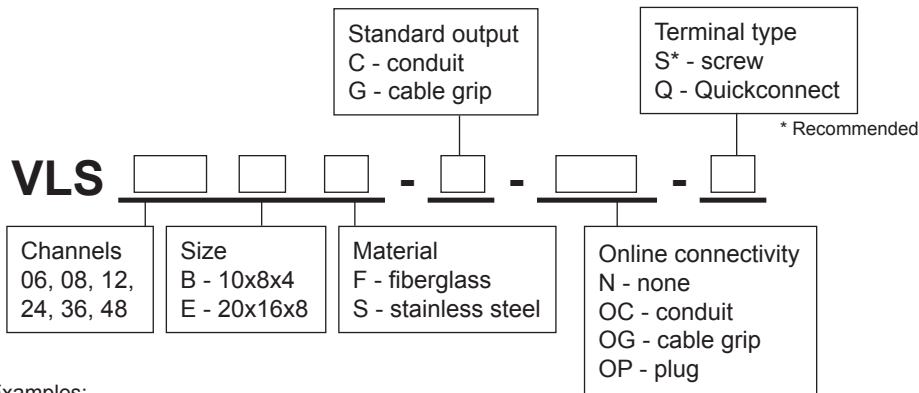 Standard output
C - conduit
G - cable grip
Terminal type
S* - screw
Q - Quickconnect
* Recommended
VLS - - -
Channels
06, 08, 12,
24, 36, 48
Size
B - 10x8x4
E - 20x16x8
Material
F - fiberglass
S - stainless steel
Online connectivity
N - none
OC - conduit
OG - cable grip
OP - plug
Examples: